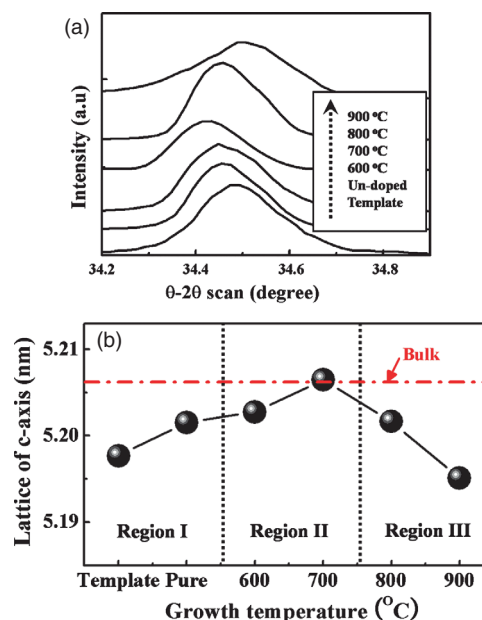 (a)
Intensity (a.u)
900 °C
800 °C
700 °C
600 °C
Un-doped
Template
34.2 34.4 34.6 34.8
θ-2θ scan (degree)
(b)
Lattice of c-axis (nm)
5.21
5.20
5.19
Bulk
Region I Region II Region III
Template Pure 600 700 800 900
Growth temperature (°C)